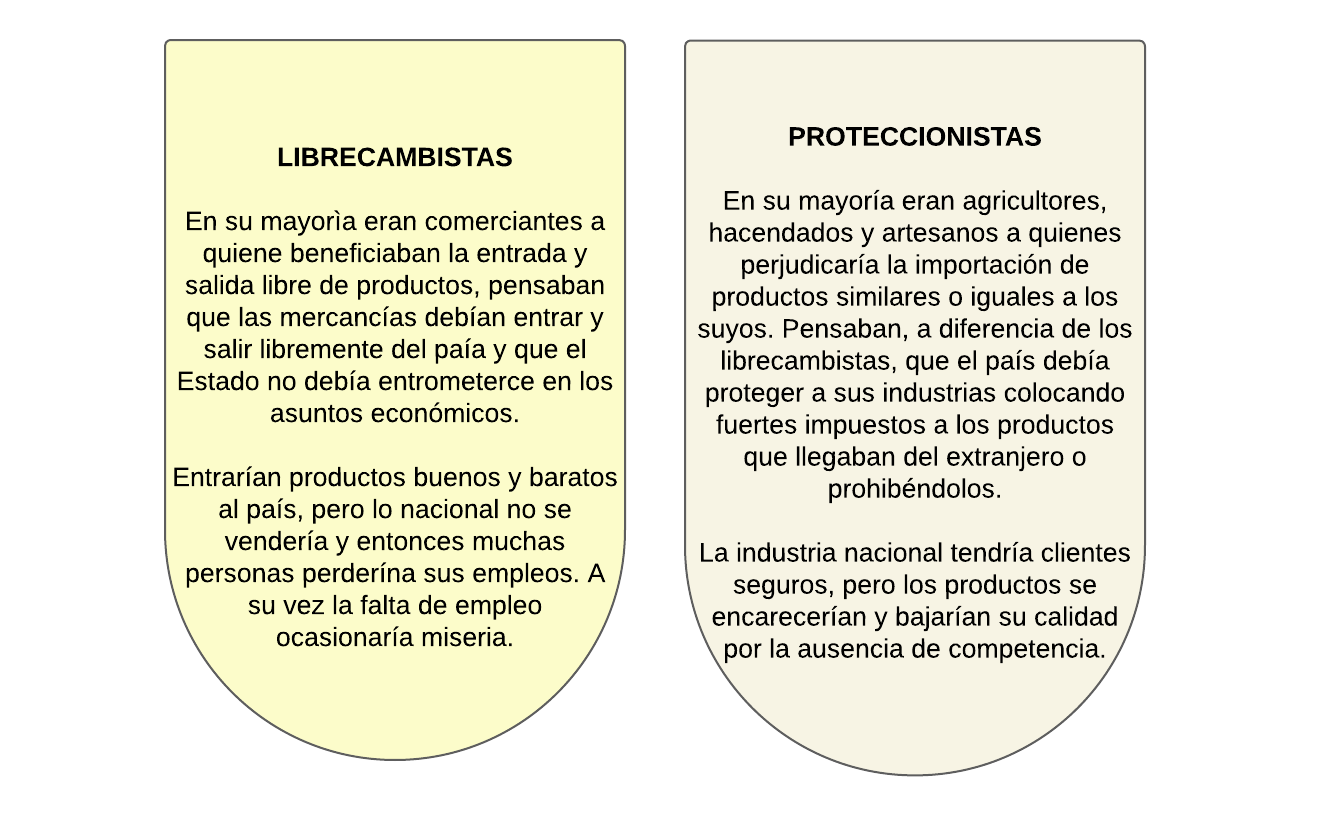 LIBRECAMBISTAS
En su mayorìa eran comerciantes a
quiene beneficiaban la entrada y
salida libre de productos, pensaban
que las mercancías debían entrar y
salir libremente del paía y que el
Estado no debía entrometerce en los
asuntos económicos.
Entrarían productos buenos y baratos
al país, pero lo nacional no se
vendería y entonces muchas
personas perderína sus empleos. A
su vez la falta de empleo
ocasionaría miseria.
PROTECCIONISTAS
En su mayoría eran agricultores,
hacendados y artesanos a quienes
perjudicaría la importación de
productos similares o iguales a los
suyos. Pensaban, a diferencia de los
librecambistas, que el país debía
proteger a sus industrias colocando
fuertes impuestos a los productos
que llegaban del extranjero o
prohibéndolos.
La industria nacional tendría clientes
seguros, pero los productos se
encarecerían y bajarían su calidad
por la ausencia de competencia.